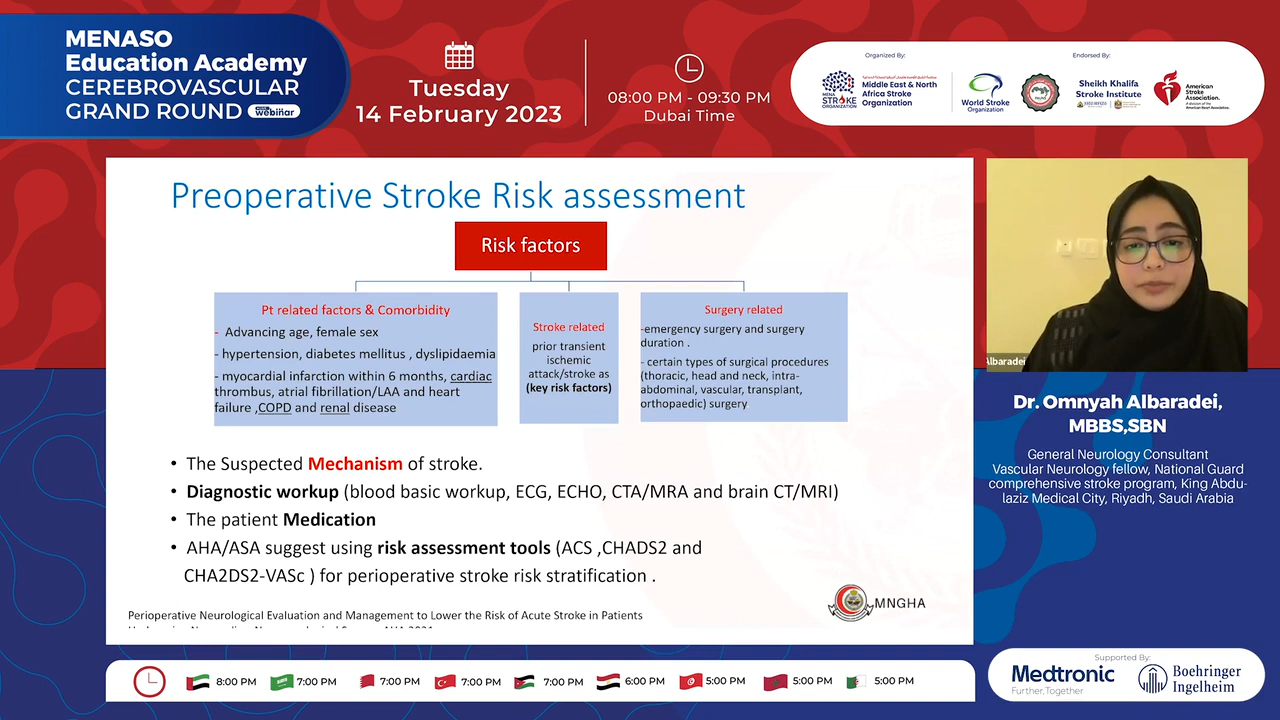 MENASO
Education Academy
CEREBROVASCULAR
GRAND ROUND webinar
Tuesday
14 February 2023
08:00 PM - 09:30 PM
Dubai Time
Organized By:
Endorsed By:
MENA
STROKE
ORGANIZATION
Middle East & North
Africa Stroke
Organization
World Stroke
Organization
Sheikh Khalifa
Stroke Institute
American
Stroke
Association.
Preoperative Stroke Risk assessment
Risk factors
Pt related factors & Comorbidity
- Advancing age, female sex
- hypertension, diabetes mellitus , dyslipidaemia
- myocardial infarction within 6 months, cardiac
thrombus, atrial fibrillation/LAA and heart
failure ,COPD and renal disease
Stroke related
prior transient
ischemic
attack/stroke as
(key risk factors)
Surgery related
-emergency surgery and surgery
duration .
- certain types of surgical procedures
(thoracic, head and neck, intra-
abdominal, vascular, transplant,
orthopaedic) surgery
• The Suspected Mechanism of stroke.
• Diagnostic workup (blood basic workup, ECG, ECHO, CTA/MRA and brain CT/MRI)
• The patient Medication
• AHA/ASA suggest using risk assessment tools (ACS ,CHADS2 and
CHA2DS2-VASc ) for perioperative stroke risk stratification .
MNGHA
Perioperative Neurological Evaluation and Management to Lower the Risk of Acute Stroke in Patients
Albaradei
Dr. Omnyah Albaradei,
MBBS,SBN
General Neurology Consultant
Vascular Neurology fellow, National Guard
comprehensive stroke program, King Abdu-
laziz Medical City, Riyadh, Saudi Arabia
8:00 PM
7:00 PM
7:00 PM
7:00 PM
7:00 PM
6:00 PM
5:00 PM
5:00 PM
5:00 PM
Supported By:
Medtronic
Further,Together
Boehringer
Ingelheim